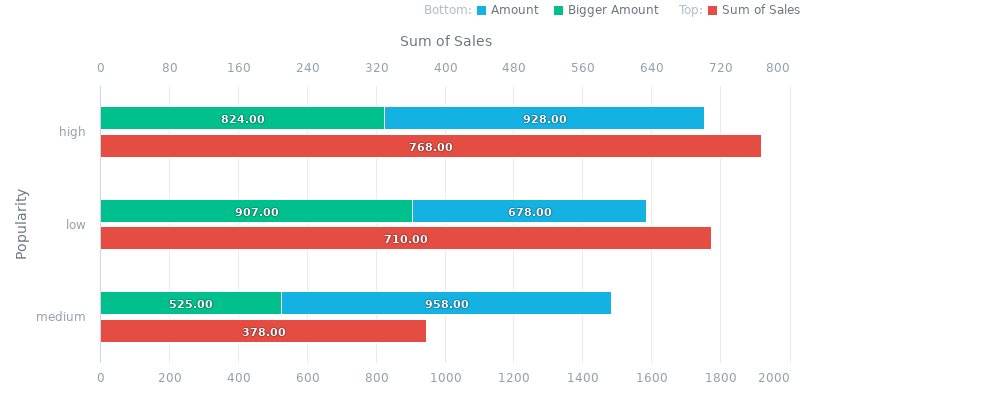 Bottom: Amount Bigger Amount Top: Sum of Sales
Sum of Sales
0 80 160 240 320 400 480 560 640 720 800
824.00 928.00
high
768.00
907.00 678.00
low
710.00
Popularity
525.00 958.00
medium
378.00
0 200 400 600 800 1000 1200 1400 1600 1800 2000